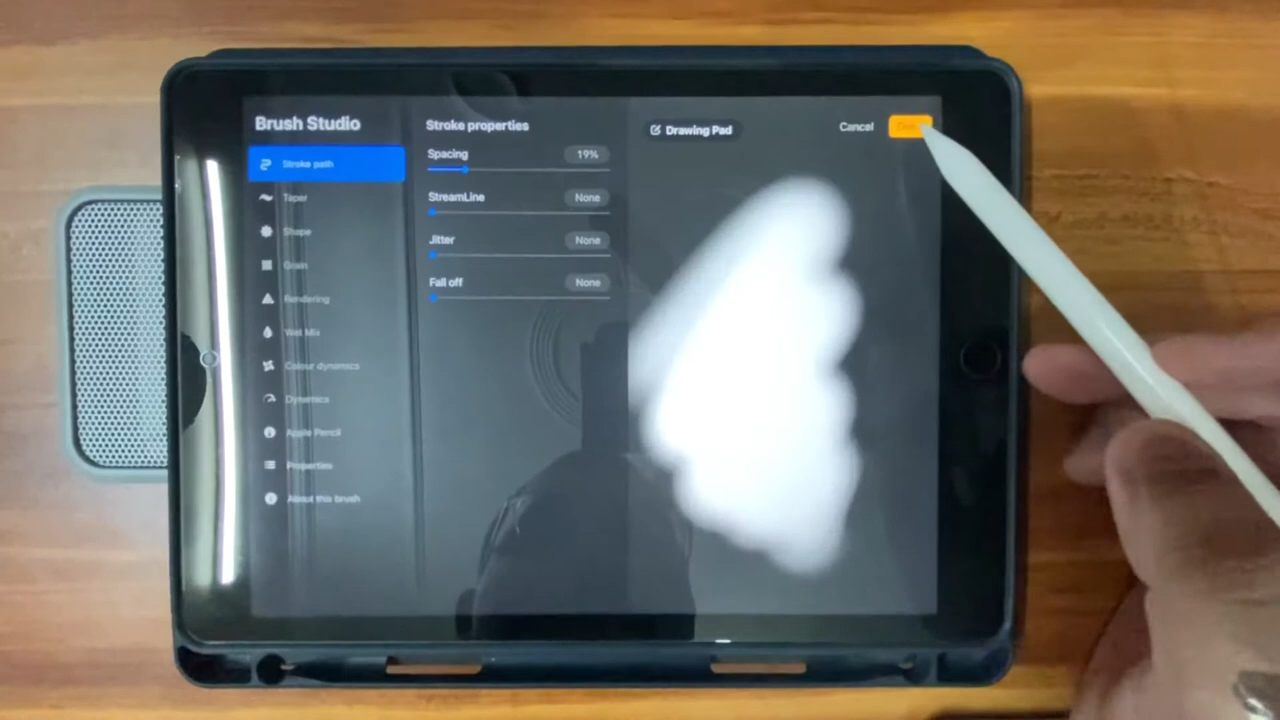 Brush Studio
Stroke path
Taper
Shape
Grain
Rendering
Wet Mix
Colour dynamics
Dynamics
Apple Pencil
Properties
About this brush
Stroke properties
Spacing 19%
StreamLine None
Jitter None
Fall off None
Drawing Pad
Cancel